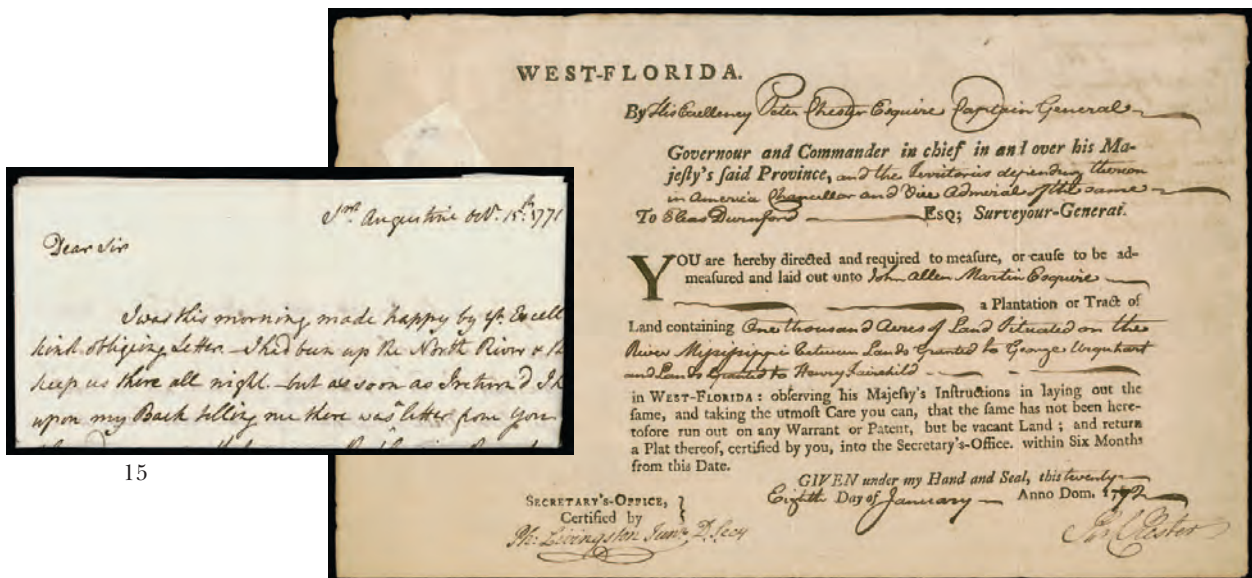 St. Augustine Octr. 15th. 1771
Dear Sir
I was this morning made happy by yr. Excell
kind obligeing Letter - I had been up the North River &
keep us there all night - but as soon as I return'd I h
upon my Back telling me there was letter from you
15
WEST-FLORIDA.
By His Excellency Peter Chester Esquire Captain General
Governour and Commander in chief in and over his Ma-
jeſty's ſaid Province, and the Territories depending thereon
in America Chancellor and Vice Admiral of the same
To Elias Durnford ESQ; Surveyour-General.
YOU are hereby directed and required to meaſure, or cauſe to be ad-
meaſured and laid out unto John Allen Martin Esquire
a Plantation or Tract of
Land containing One thousand Acres of Land Situated on the
River Missisippi between Lands Granted to George Urquhart
and Lands Granted to Henry Fairchild
in WEST-FLORIDA: obſerving his Majeſty's Inſtructions in laying out the
ſame, and taking the utmoſt Care you can, that the ſame has not been here-
tofore run out on any Warrant or Patent, but be vacant Land; and return
a Plat thereof, certified by you, into the Secretary's-Office. within Six Months
from this Date.
GIVEN under my Hand and Seal, this twenty
Eighth Day of January Anno Dom. 1772
SECRETARY'S-OFFICE,
Certified by
Ph: Livingston Junr. D. Secy
Chester